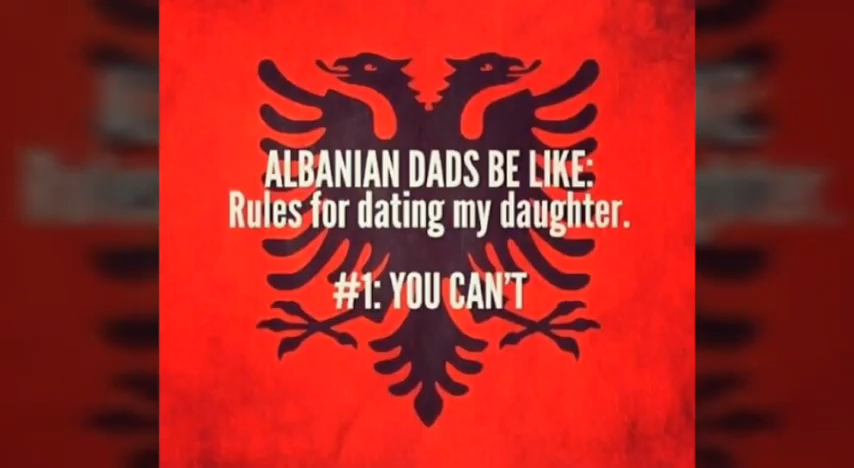 ALBANIAN DADS BE LIKE:
Rules for dating my daughter.
#1: YOU CAN'T